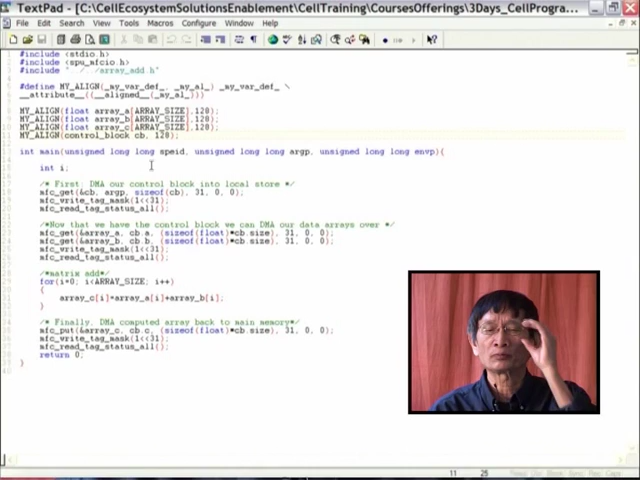 TextPad - [C:\CellEcosystemSolutionsEnablement\CellTraining\CoursesOfferings\3Days_CellProgra...
File Edit Search View Tools Macros Configure Window Help
#include <stdio.h>
#include <spu_mfcio.h>
#include "../../array_add.h"
#define MY_ALIGN(_my_var_def_, _my_al_) _my_var_def_ \
__attribute__((__aligned__(_my_al_)))
MY_ALIGN(float array_a[ARRAY_SIZE],128);
MY_ALIGN(float array_b[ARRAY_SIZE],128);
MY_ALIGN(float array_c[ARRAY_SIZE],128);
MY_ALIGN(control_block cb, 128);
int main(unsigned long long speid, unsigned long long argp, unsigned long long envp){
int i;
/* First: DMA our control block into local store */
mfc_get(&cb, argp, sizeof(cb), 31, 0, 0);
mfc_write_tag_mask(1<<31);
mfc_read_tag_status_all();
/*Now that we have the control block we can DMA our data arrays over */
mfc_get(&array_a, cb.a, (sizeof(float)*cb.size), 31, 0, 0);
mfc_get(&array_b, cb.b, (sizeof(float)*cb.size), 31, 0, 0);
mfc_write_tag_mask(1<<31);
mfc_read_tag_status_all();
/*matrix add*/
for(i=0; i<ARRAY_SIZE; i++)
{
array_c[i]=array_a[i]+array_b[i];
}
/* Finally, DMA computed array back to main memory*/
mfc_put(&array_c, cb.c, (sizeof(float)*cb.size), 31, 0, 0);
mfc_write_tag_mask(1<<31);
mfc_read_tag_status_all();
return 0;
}
11 25